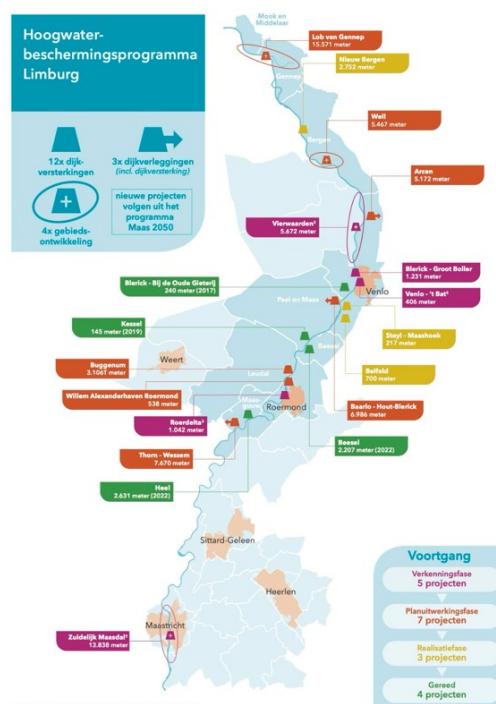 Hoogwater-
beschermingsprogramma
Limburg
12x dijk-
versterkingen
3x dijkverleggingen
(incl. dijkversterking)
4x gebieds-
ontwikkeling
nieuwe projecten
volgen uit het
programma
Maas 2050
Mook en
Middelaar
Lob van Gennep
15.571 meter
Nieuw Bergen
2.752 meter
Gennep
Bergen
Well
5.467 meter
Arcen
5.172 meter
Vierwaarden²
5.672 meter
Blerick - Groot Boller
1.231 meter
Venlo
Venlo - 't Bat³
406 meter
Blerick - Bij de Oude Gieterij
240 meter (2017)
Peel en Maas
Steyl - Maashoek
217 meter
Kessel
145 meter (2019)
Beesel
Belfeld
700 meter
Weert
Buggenum
3.1061 meter
Leudal
Willem Alexanderhaven Roermond
538 meter
Maas-
Roermond
Baarlo - Hout-Blerick
6.986 meter
Roerdelta³
1.042 meter
Thorn - Wessem
7.670 meter
Beesel
2.207 meter (2022)
Heel
2.631 meter (2022)
Sittard-Geleen
Heerlen
Maastricht
Zuidelijk Maasdal²
13.838 meter
Voortgang
Verkenningsfase
5 projecten
Planuitwerkingsfase
7 projecten
Realisatiefase
3 projecten
Gereed
4 projecten